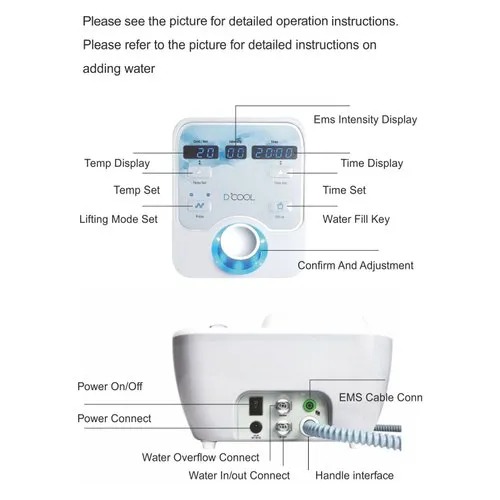 Please see the picture for detailed operation instructions.
Please refer to the picture for detailed instructions on
adding water
Ems Intensity Display
Temp Display
Time Display
20
00
20:00
Temp Set
Time Set
D COOL
Lifting Mode Set
Water Fill Key
Confirm And Adjustment
Power On/Off
EMS Cable Conn
Power Connect
Water Overflow Connect
Water In/out Connect
Handle interface